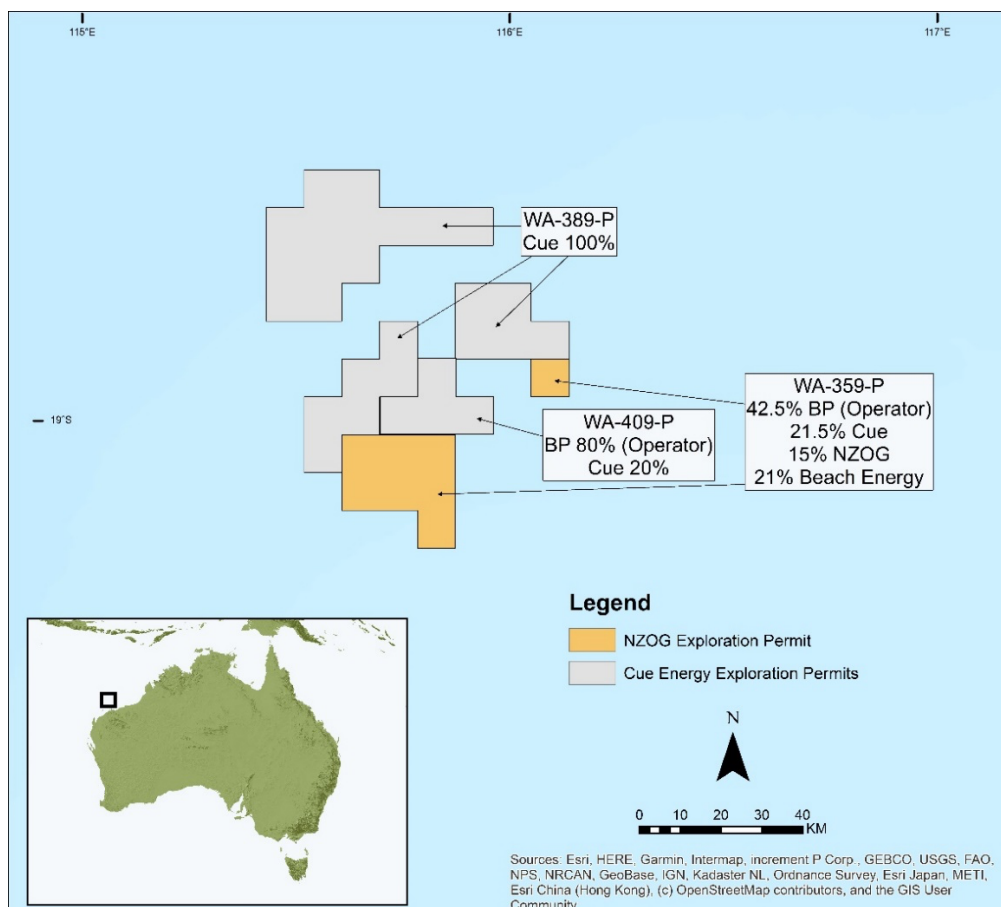 115°E
116°E
117°E
WA-389-P
Cue 100%
19°S
WA-409-P
BP 80% (Operator)
Cue 20%
WA-359-P
42.5% BP (Operator)
21.5% Cue
15% NZOG
21% Beach Energy
Legend
NZOG Exploration Permit
Cue Energy Exploration Permits
N
0 10 20 30 40
KM
Sources: Esri, HERE, Garmin, Intermap, increment P Corp., GEBCO, USGS, FAO,
NPS, NRCAN, GeoBase, IGN, Kadaster NL, Ordnance Survey, Esri Japan, METI,
Esri China (Hong Kong), (c) OpenStreetMap contributors, and the GIS User
Community